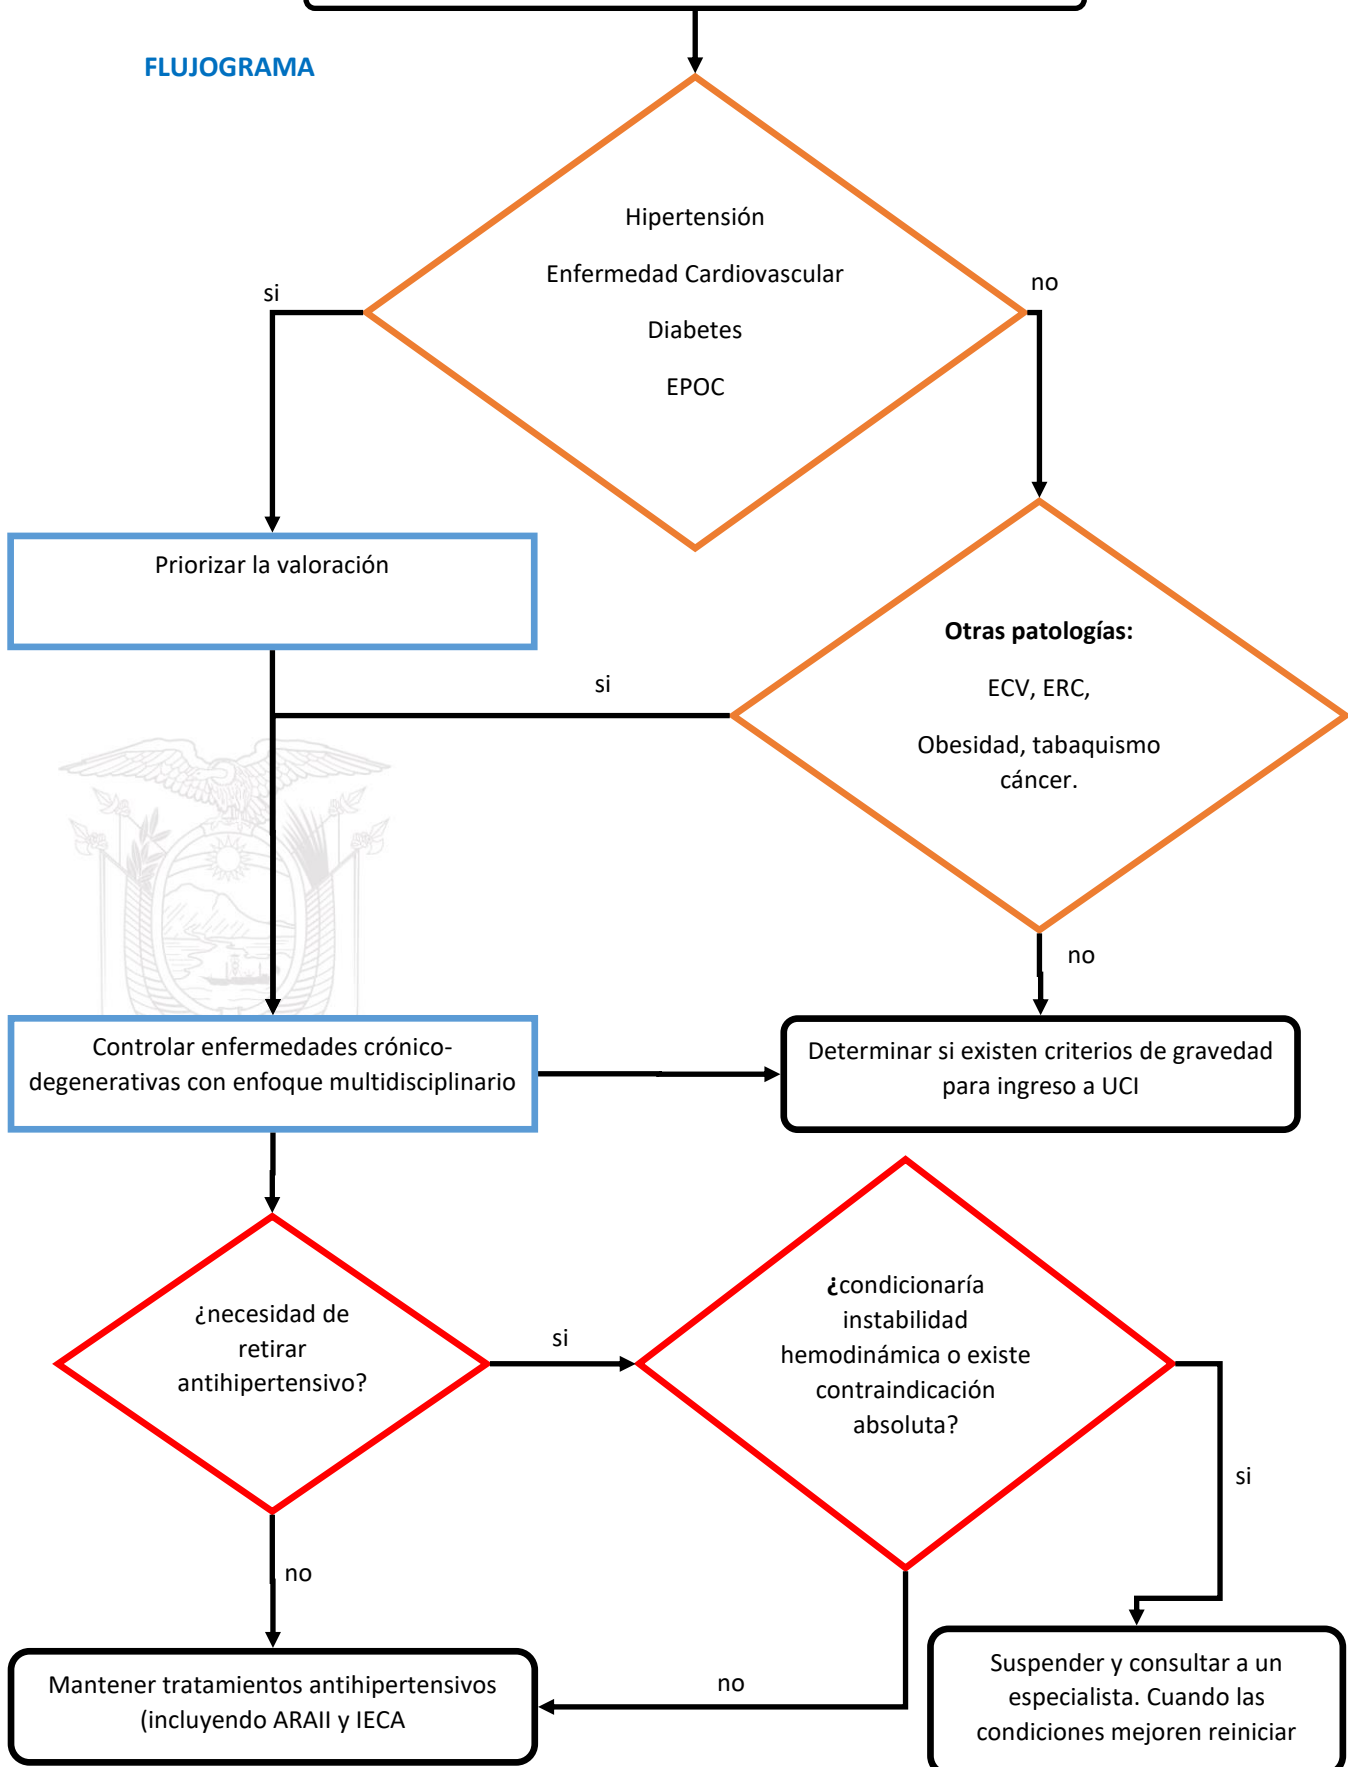 FLUJOGRAMA
Hipertensión
Enfermedad Cardiovascular
Diabetes
EPOC
si
no
Priorizar la valoración
Otras patologías:
ECV, ERC,
Obesidad, tabaquismo
cáncer.
si
no
Controlar enfermedades crónico-
degenerativas con enfoque multidisciplinario
Determinar si existen criterios de gravedad
para ingreso a UCI
¿necesidad de
retirar
antihipertensivo?
si
¿condicionaría
instabilidad
hemodinámica o existe
contraindicación
absoluta?
si
no
no
Mantener tratamientos antihipertensivos
(incluyendo ARAII y IECA
Suspender y consultar a un
especialista. Cuando las
condiciones mejoren reiniciar